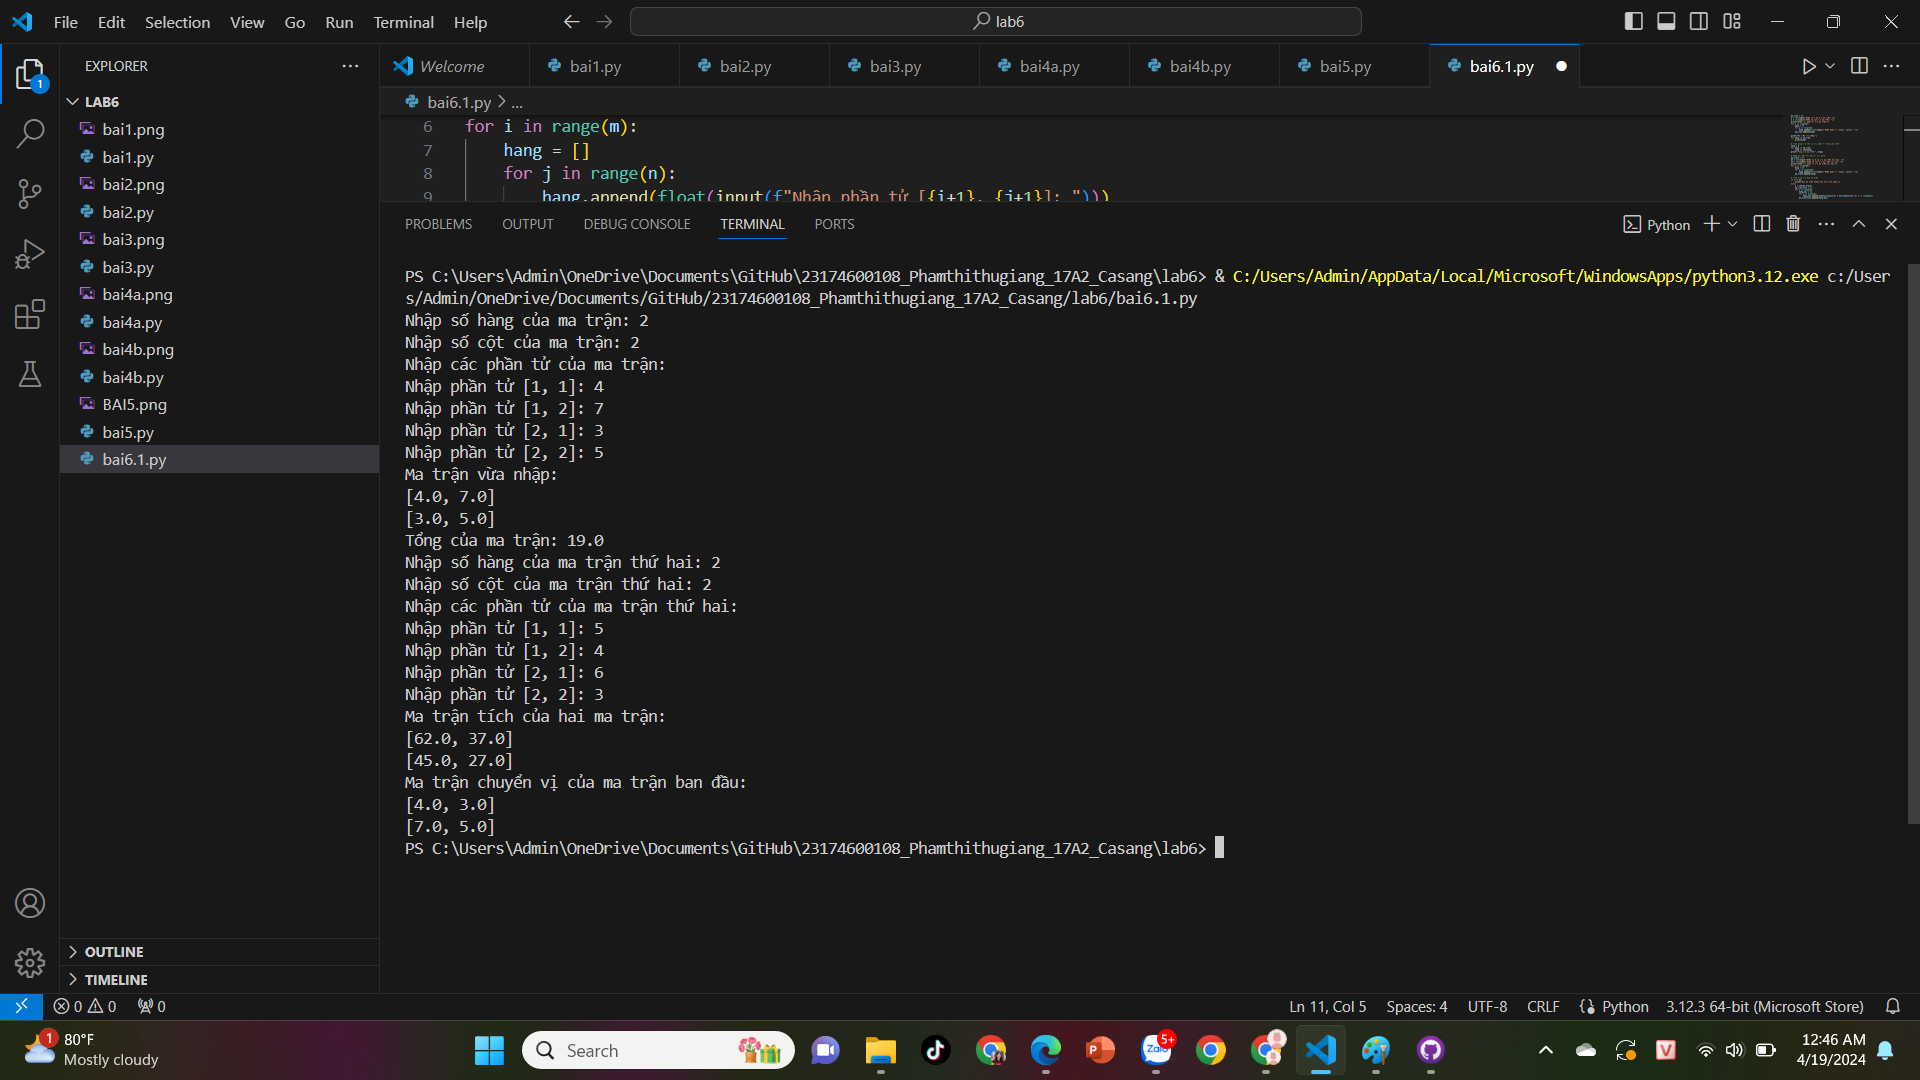 File Edit Selection View Go Run Terminal Help
lab6
EXPLORER
1
LAB6
bai1.png
bai1.py
bai2.png
bai2.py
bai3.png
bai3.py
bai4a.png
bai4a.py
bai4b.png
bai4b.py
BAI5.png
bai5.py
bai6.1.py
OUTLINE
TIMELINE
Welcome bai1.py bai2.py bai3.py bai4a.py bai4b.py bai5.py bai6.1.py
bai6.1.py > ...
6 for i in range(m):
7 hang = []
8 for j in range(n):
9 hang.append(float(input(f"Nhập phần tử [{i+1}, {j+1}]: ")))
PROBLEMS OUTPUT DEBUG CONSOLE TERMINAL PORTS
Python
PS C:\Users\Admin\OneDrive\Documents\GitHub\23174600108_Phamthithugiang_17A2_Casang\lab6> & C:/Users/Admin/AppData/Local/Microsoft/WindowsApps/python3.12.exe c:/User
s/Admin/OneDrive/Documents/GitHub/23174600108_Phamthithugiang_17A2_Casang/lab6/bai6.1.py
Nhập số hàng của ma trận: 2
Nhập số cột của ma trận: 2
Nhập các phần tử của ma trận:
Nhập phần tử [1, 1]: 4
Nhập phần tử [1, 2]: 7
Nhập phần tử [2, 1]: 3
Nhập phần tử [2, 2]: 5
Ma trận vừa nhập:
[4.0, 7.0]
[3.0, 5.0]
Tổng của ma trận: 19.0
Nhập số hàng của ma trận thứ hai: 2
Nhập số cột của ma trận thứ hai: 2
Nhập các phần tử của ma trận thứ hai:
Nhập phần tử [1, 1]: 5
Nhập phần tử [1, 2]: 4
Nhập phần tử [2, 1]: 6
Nhập phần tử [2, 2]: 3
Ma trận tích của hai ma trận:
[62.0, 37.0]
[45.0, 27.0]
Ma trận chuyển vị của ma trận ban đầu:
[4.0, 3.0]
[7.0, 5.0]
PS C:\Users\Admin\OneDrive\Documents\GitHub\23174600108_Phamthithugiang_17A2_Casang\lab6>
0 0 0
Ln 11, Col 5 Spaces: 4 UTF-8 CRLF Python 3.12.3 64-bit (Microsoft Store)
1
80°F
Mostly cloudy
Search
Zalo
5+
12:46 AM
4/19/2024